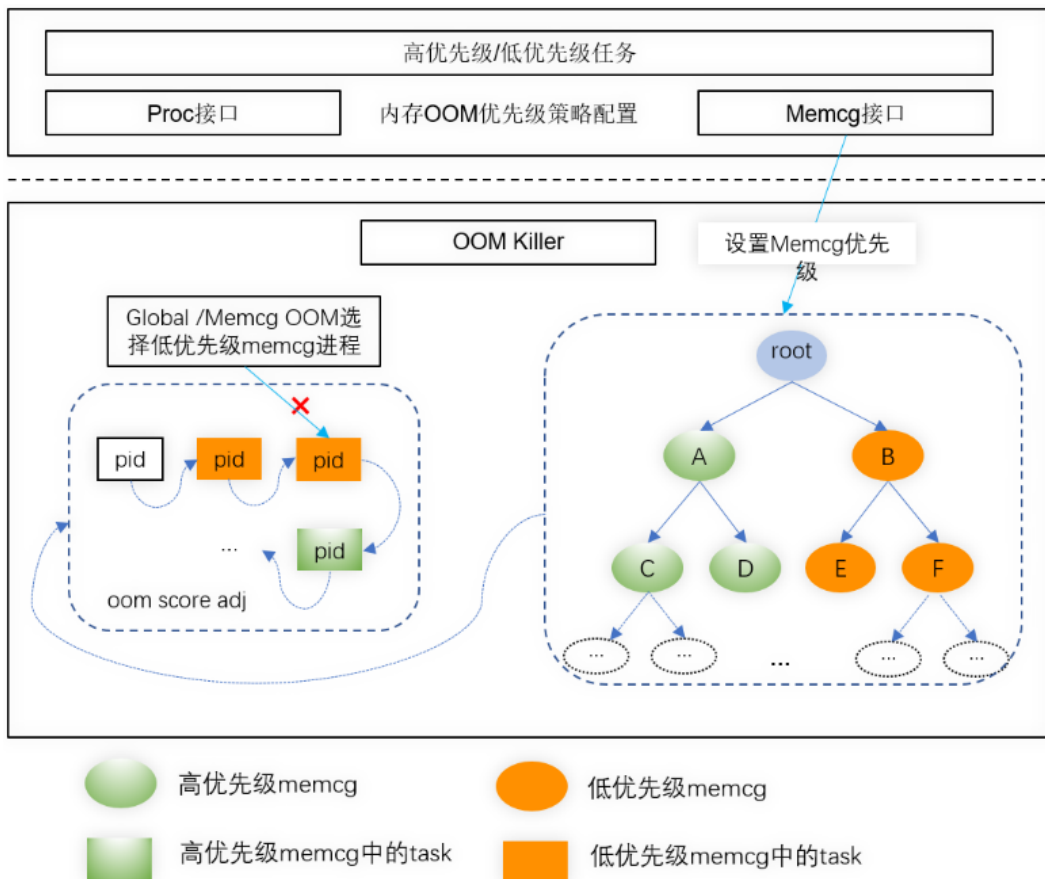 高优先级/低优先级任务
Proc接口
内存OOM优先级策略配置
Memcg接口
OOM Killer
设置Memcg优先
级
Global /Memcg OOM选
择低优先级memcg进程
root
pid
pid
pid
A
B
...
pid
C
D
E
F
oom score adj
...
...
...
...
...
高优先级memcg
低优先级memcg
高优先级memcg中的task
低优先级memcg中的task